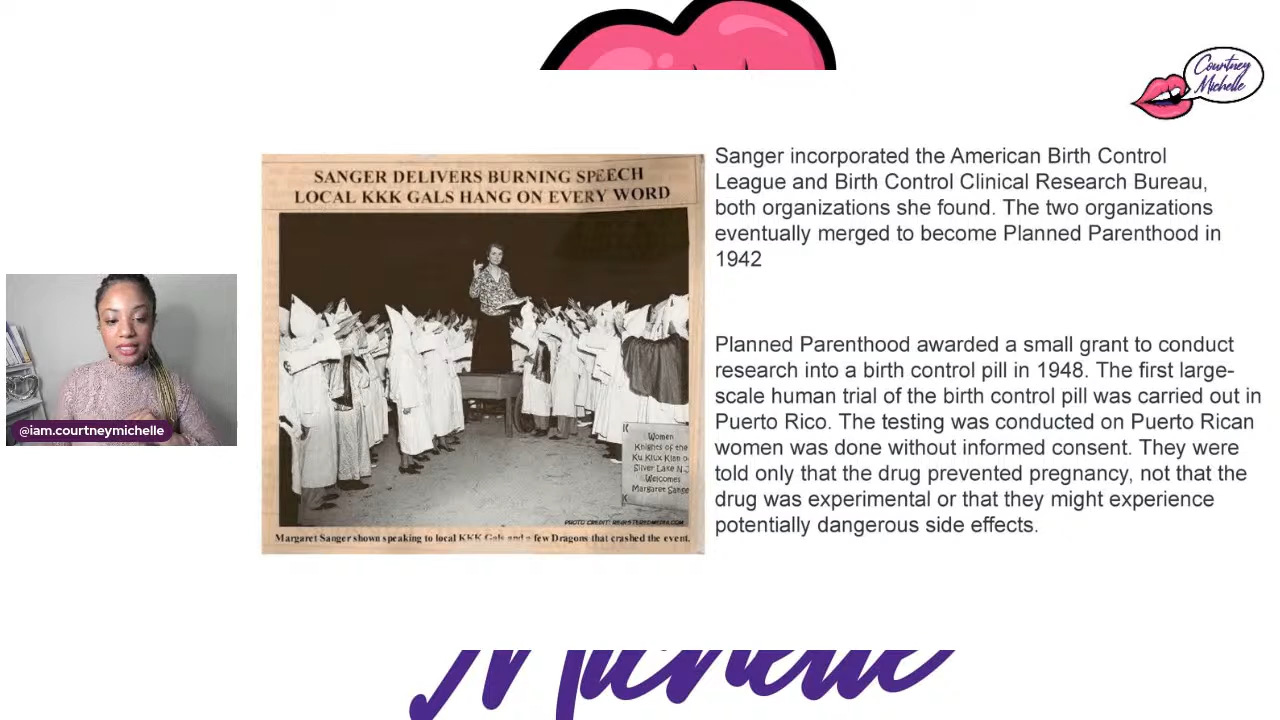 Courtney
Michelle
SANGER DELIVERS BURNING SPEECH
LOCAL KKK GALS HANG ON EVERY WORD
Women
Knights of the
Ku Klux Klan o
Silver Lake N.J
Welcomes
Margaret Sange
PHOTO CREDIT: REGISTEREDMEDIA.COM
Margaret Sanger shown speaking to local KKK Gals and a few Dragons that crashed the event.
Sanger incorporated the American Birth Control
League and Birth Control Clinical Research Bureau,
both organizations she found. The two organizations
eventually merged to become Planned Parenthood in
1942
Planned Parenthood awarded a small grant to conduct
research into a birth control pill in 1948. The first large-
scale human trial of the birth control pill was carried out in
Puerto Rico. The testing was conducted on Puerto Rican
women was done without informed consent. They were
told only that the drug prevented pregnancy, not that the
drug was experimental or that they might experience
potentially dangerous side effects.
@iam.courtneymichelle
Michelle